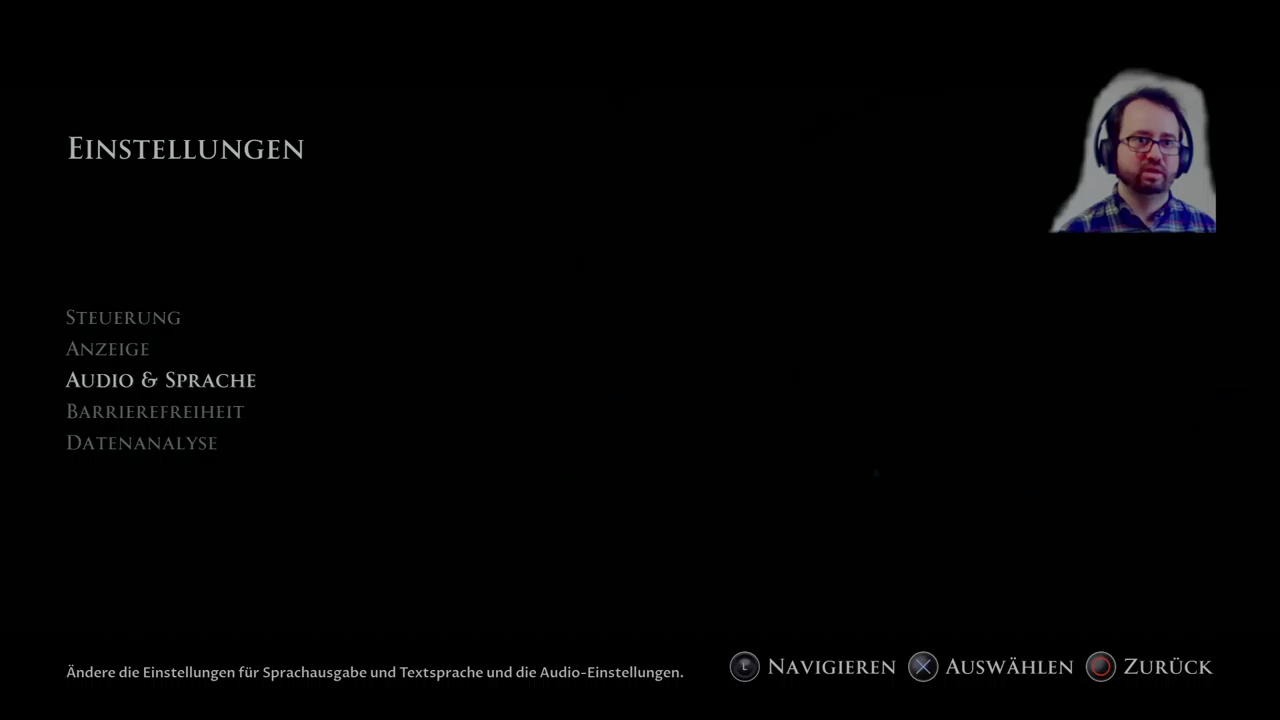 Einstellungen
Steuerung
Anzeige
Audio & Sprache
Barrierefreiheit
Datenanalyse
Ändere die Einstellungen für Sprachausgabe und Textsprache und die Audio-Einstellungen.
L Navigieren Auswählen Zurück